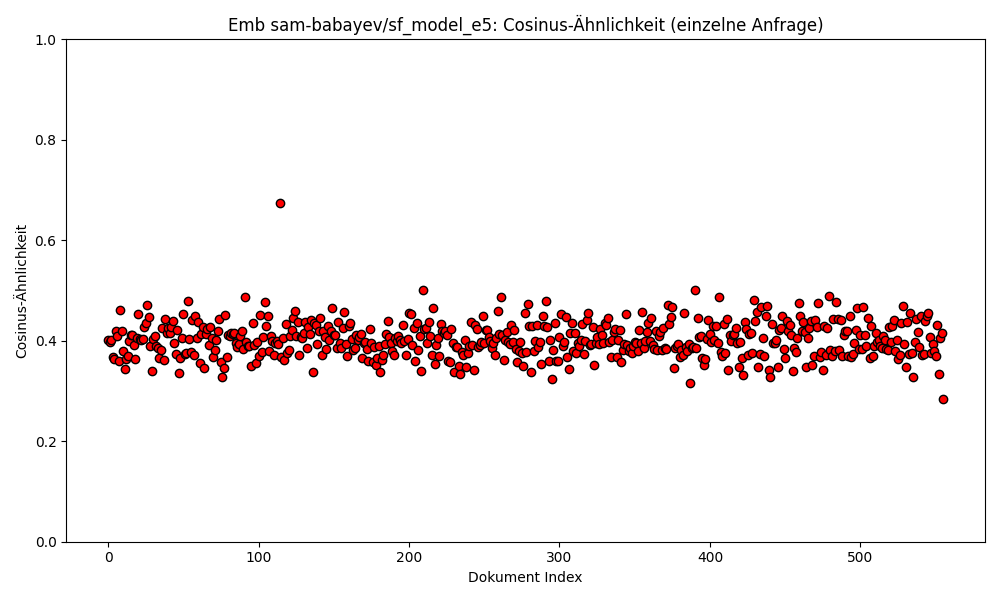 Emb sam-babayev/sf_model_e5: Cosinus-Ähnlichkeit (einzelne Anfrage)
1.0
0.8
0.6
0.4
0.2
0.0
Cosinus-Ähnlichkeit
0 100 200 300 400 500
Dokument Index